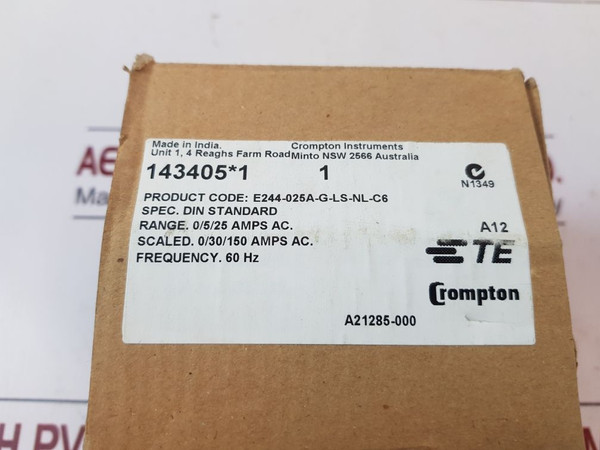 Made in India. Crompton Instruments
Unit 1, 4 Reaghs Farm Road Minto NSW 2566 Australia
143405*1 1
N1349
PRODUCT CODE: E244-025A-G-LS-NL-C6
SPEC. DIN STANDARD
RANGE. 0/5/25 AMPS AC. A12
SCALED. 0/30/150 AMPS AC.
TE
FREQUENCY. 60 Hz
Crompton
A21285-000